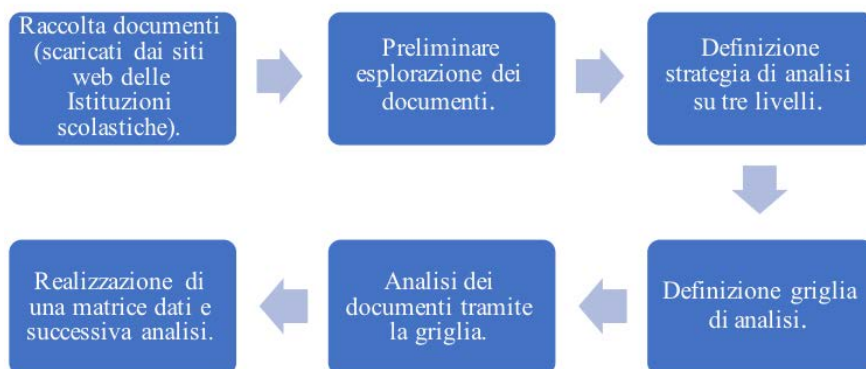 Raccolta documenti
(scaricati dai siti
web delle
Istituzioni
scolastiche).
Preliminare
esplorazione dei
documenti.
Definizione
strategia di analisi
su tre livelli.
Definizione griglia
di analisi.
Analisi dei
documenti tramite
la griglia.
Realizzazione di
una matrice dati e
successiva analisi.